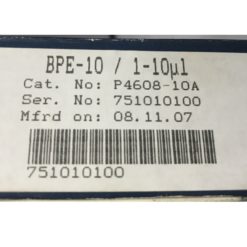 BPE-10 / 1-10µl
Cat. No: P4608-10A
Ser. No: 751010100
Mfrd on: 08.11.07
751010100